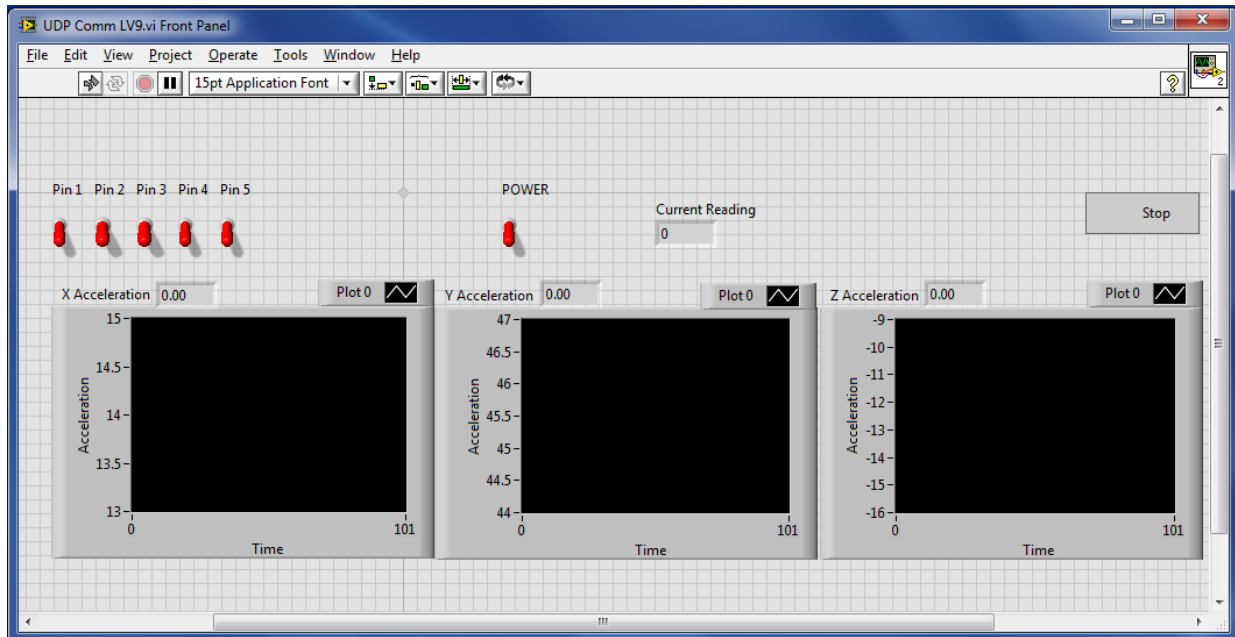 UDP Comm LV9.vi Front Panel
File Edit View Project Operate Tools Window Help
15pt Application Font
2
Pin 1 Pin 2 Pin 3 Pin 4 Pin 5
POWER
Current Reading
0
Stop
X Acceleration 0.00 Plot 0
15
14.5
14
13.5
13
Acceleration
0 101
Time
Y Acceleration 0.00 Plot 0
47
46.5
46
45.5
45
44.5
44
Acceleration
0 101
Time
Z Acceleration 0.00 Plot 0
-9
-10
-11
-12
-13
-14
-15
-16
Acceleration
0 101
Time